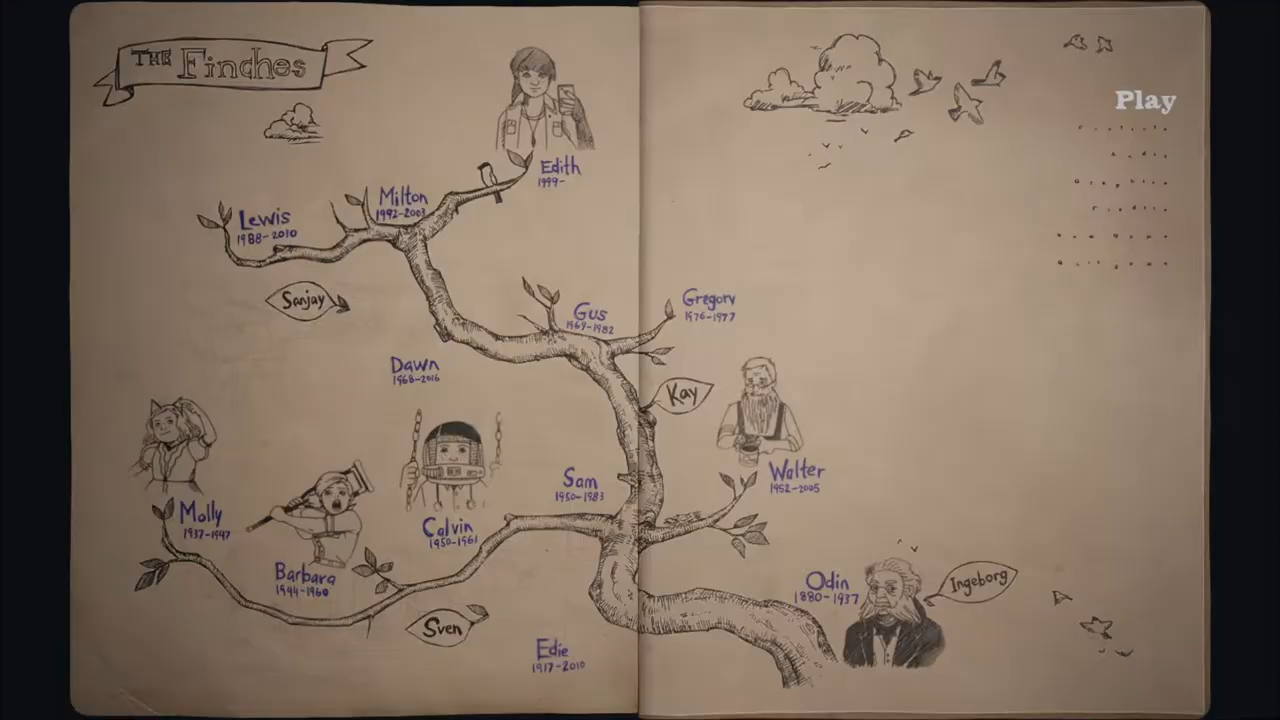 THE Finches
Play
Edith
1999-
Milton
1992-2003
Lewis
1988-2010
Sanjay
Gus
1969-1982
Gregory
1976-1977
Dawn
1968-2016
Kay
Walter
1952-2005
Sam
1950-1983
Molly
1937-1947
Calvin
1950-1961
Barbara
1944-1960
Sven
Odin
1880-1937
Ingeborg
Edie
1917-2010